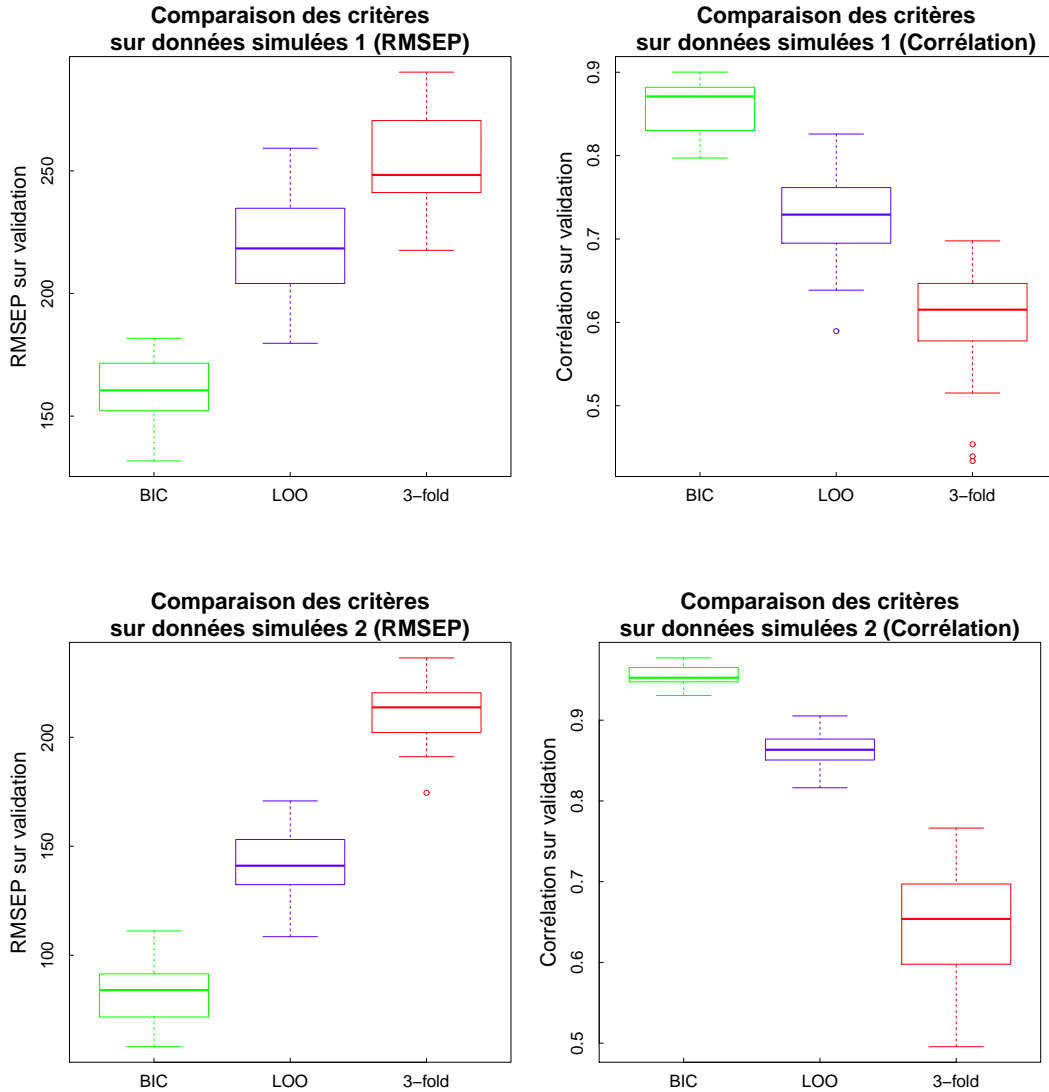 Comparaison des critères
sur données simulées 1 (RMSEP)
RMSEP sur validation
250
200
150
BIC
LOO
3−fold
Comparaison des critères
sur données simulées 1 (Corrélation)
Corrélation sur validation
0.9
0.8
0.7
0.6
0.5
BIC
LOO
3−fold
Comparaison des critères
sur données simulées 2 (RMSEP)
RMSEP sur validation
200
150
100
BIC
LOO
3−fold
Comparaison des critères
sur données simulées 2 (Corrélation)
Corrélation sur validation
0.9
0.8
0.7
0.6
0.5
BIC
LOO
3−fold